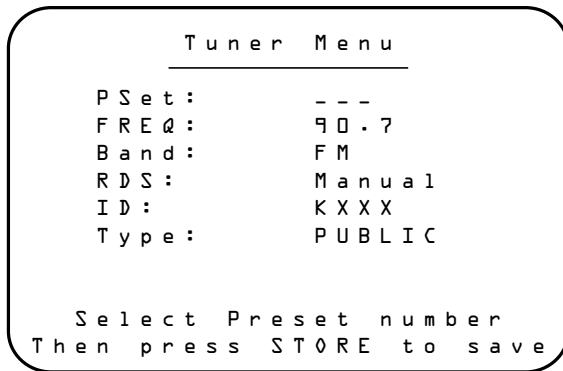 Tuner Menu
PSet: ---
FREQ: 90.7
Band: FM
RDS: Manual
ID: KXXX
Type: PUBLIC
Select Preset number
Then press STORE to save